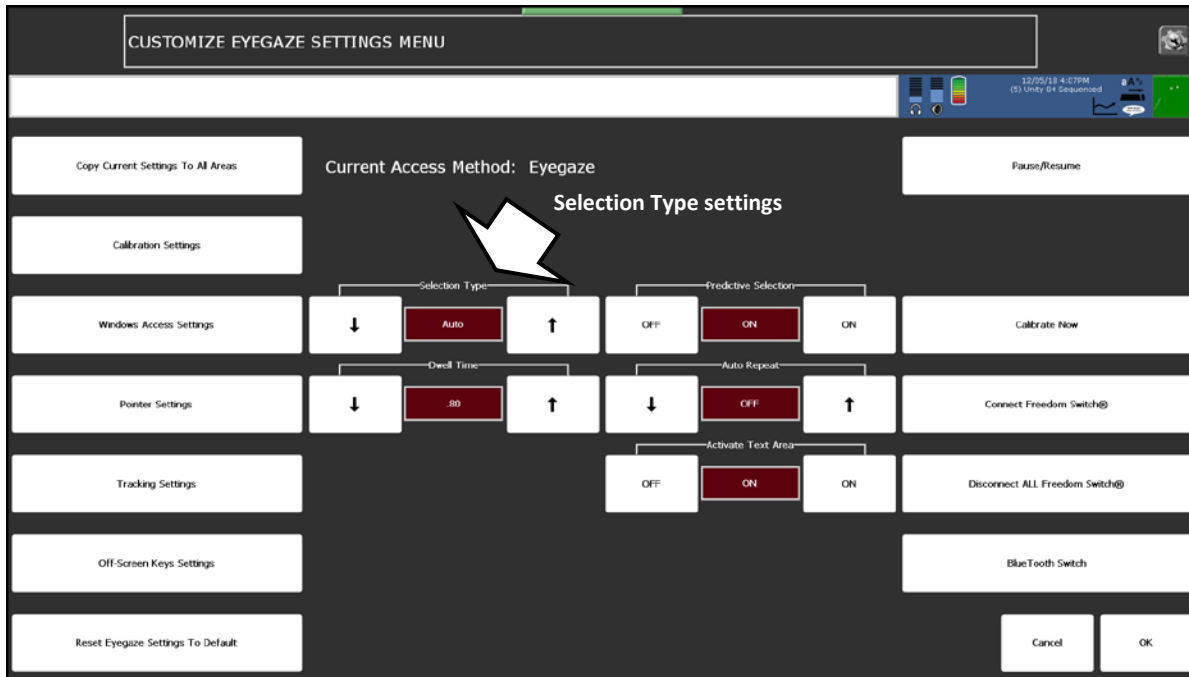 CUSTOMIZE EYEGAZE SETTINGS MENU
12/05/18 4:07PM
(5) Unity 84 Sequenced
Copy Current Settings To All Areas
Current Access Method: Eyegaze
Pause/Resume
Selection Type settings
Calibration Settings
Selection Type
Predictive Selection
Windows Access Settings
↓ Auto ↑
OFF ON ON
Calibrate Now
Dwell Time
Auto Repeat
Pointer Settings
↓ .80 ↑
↓ OFF ↑
Connect Freedom Switch®
Activate Text Area
Tracking Settings
OFF ON ON
Disconnect ALL Freedom Switch®
Off-Screen Keys Settings
BlueTooth Switch
Reset Eyegaze Settings To Default
Cancel
OK